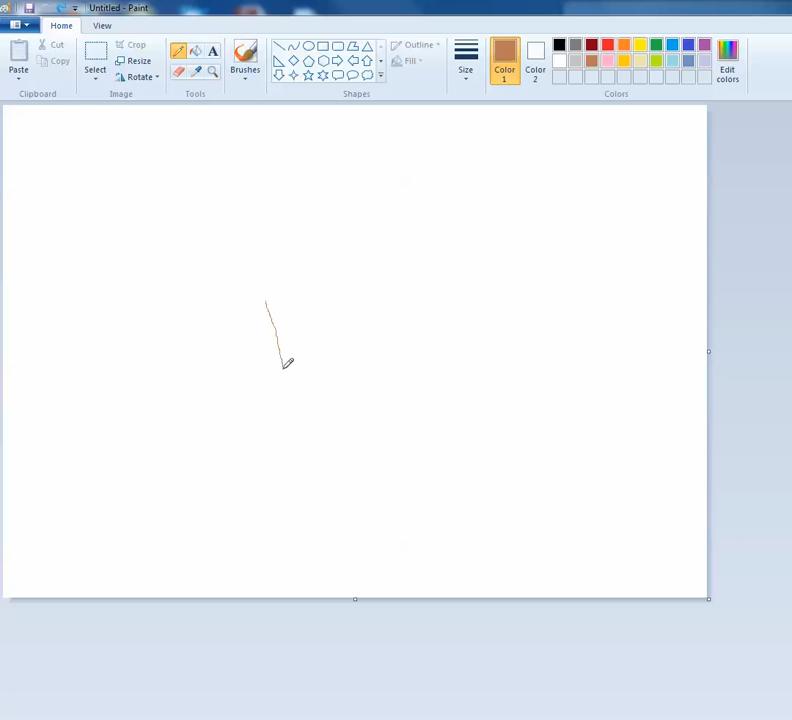 Untitled - Paint
Home View
Paste
Cut
Copy
Clipboard
Select
Crop
Resize
Rotate
Image
A
Tools
Brushes
Shapes
Outline
Fill
Size
Color 1
Color 2
Colors
Edit colors